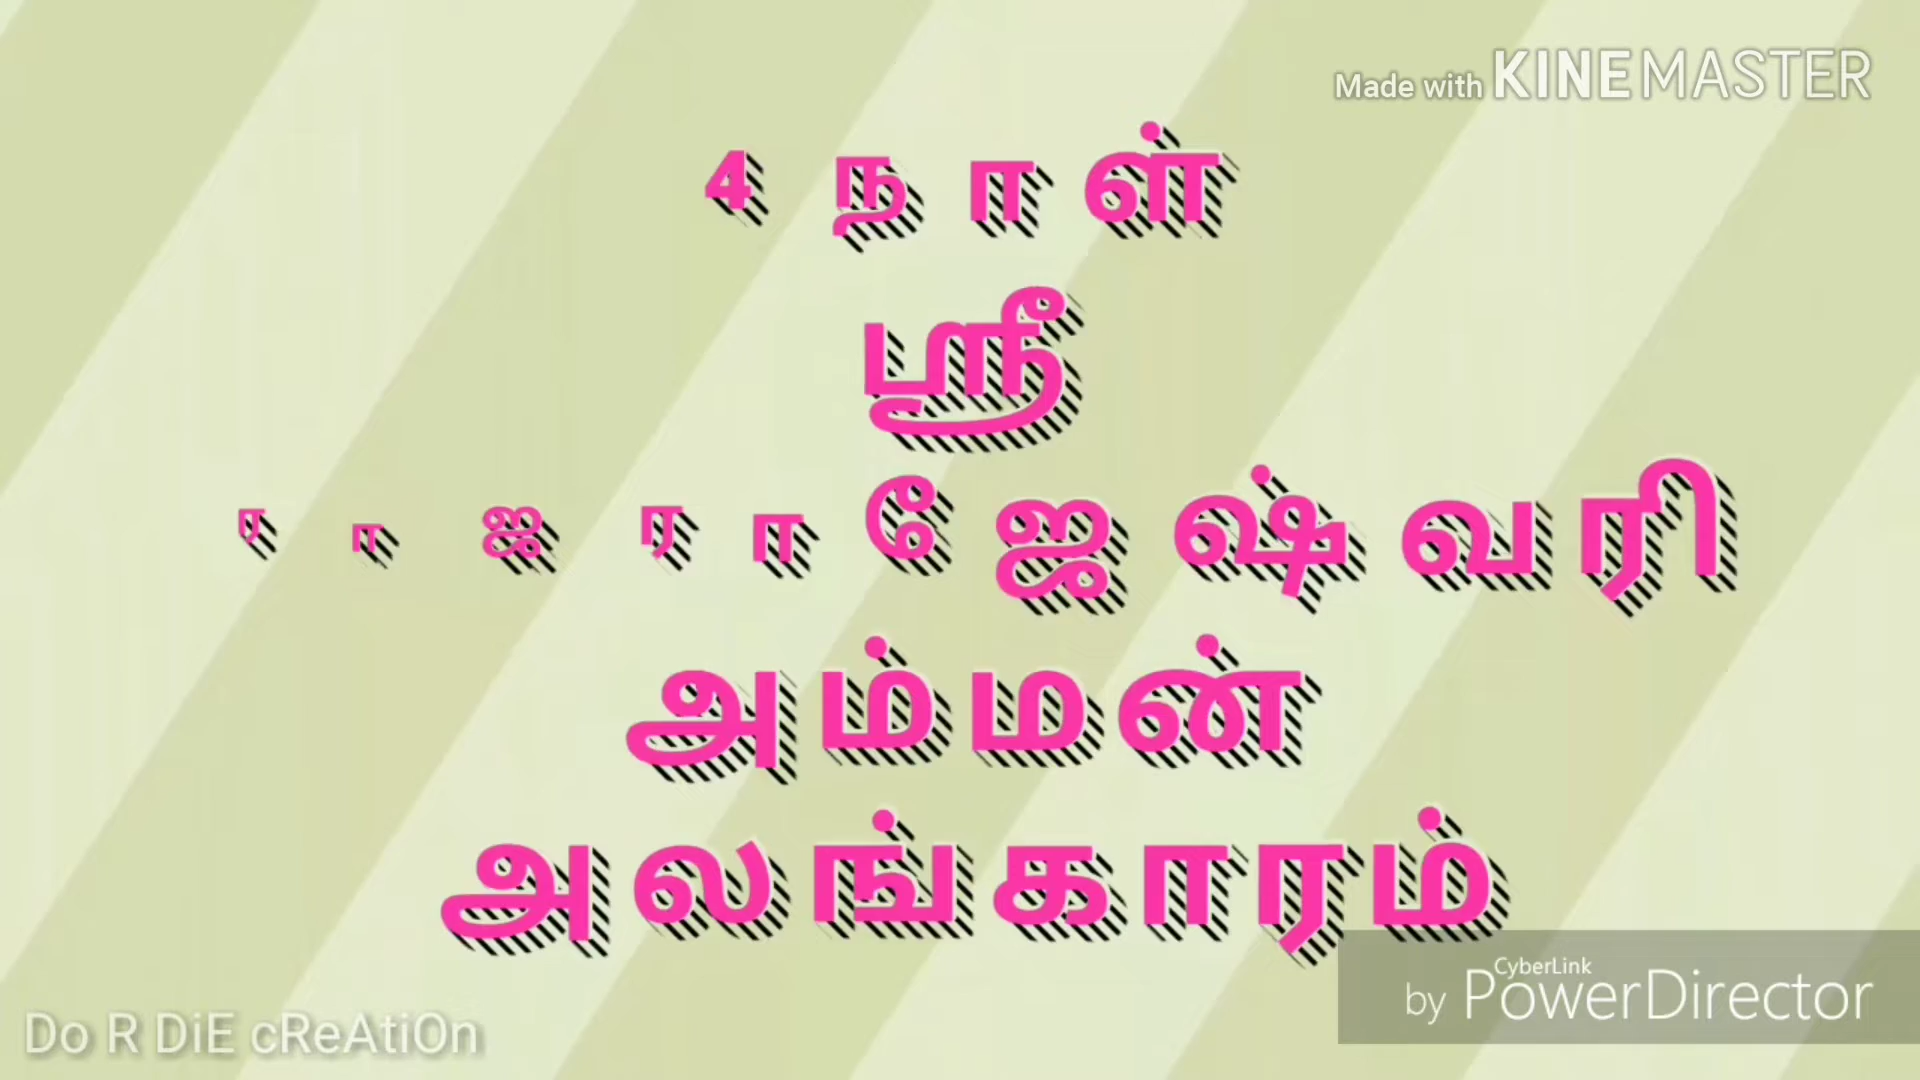 Made with KINEMASTER
4 நாள்
ஸ்ரீ
ராஜராஜேஷ்வரி
அம்மன்
அலங்காரம்
CyberLink
by PowerDirector
Do R DiE cReAtiOn